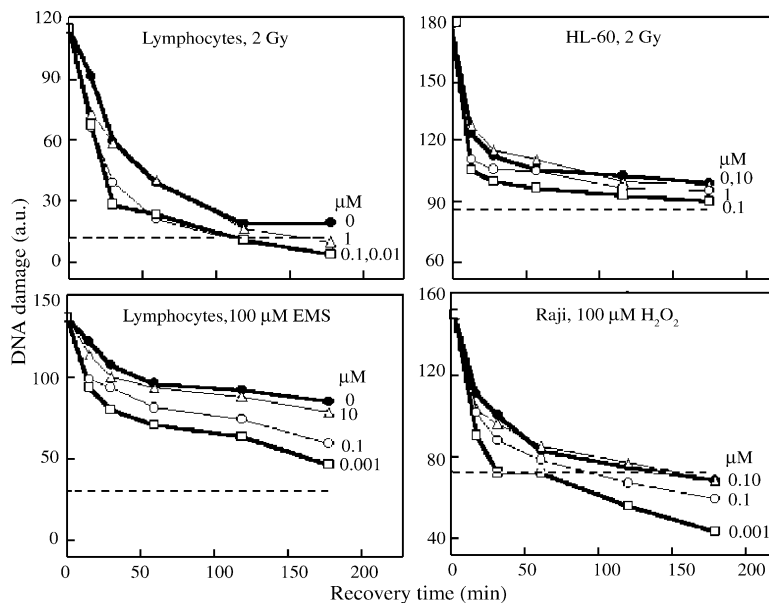 DNA damage (a.u.)
120
90
60
30
0
Lymphocytes, 2 Gy
μM
0
1
0.1,0.01
180
150
120
90
60
HL-60, 2 Gy
μM
0,10
1
0.1
150
100
50
0
Lymphocytes,100 μM EMS
μM
0
10
0.1
0.001
0 50 100 150 200
160
120
80
72
40
Raji, 100 μM H₂O₂
μM
0.10
0.1
0.001
0 50 100 150 200
Recovery time (min)